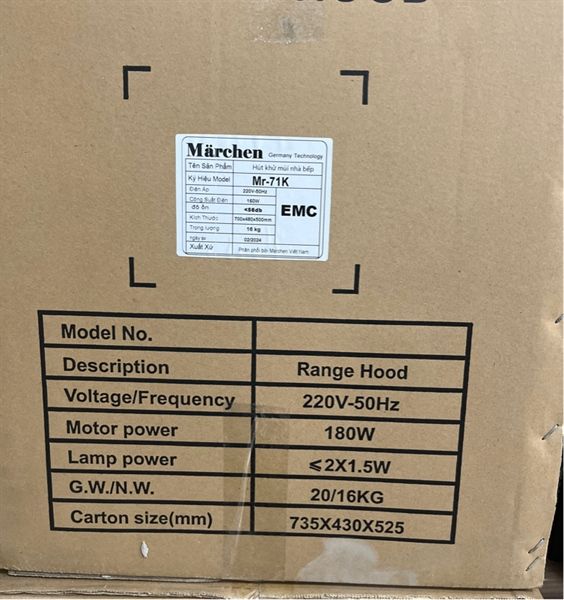 HOOD
Märchen Germany Technology
Tên Sản Phẩm Hút khử mùi nhà bếp
Ký Hiệu Model Mr-71K
Điện Áp 220V-50Hz
Công Suất Điện 180W
độ ồn <56db
EMC
Kích Thước 700x480x500mm
Trọng lượng 16 kg
ngày sx 02/2024
Xuất Xứ Phân phối bởi Märchen Việt Nam
Model No.
Description Range Hood
Voltage/Frequency 220V-50Hz
Motor power 180W
Lamp power ⩽2X1.5W
G.W./N.W. 20/16KG
Carton size(mm) 735X430X525